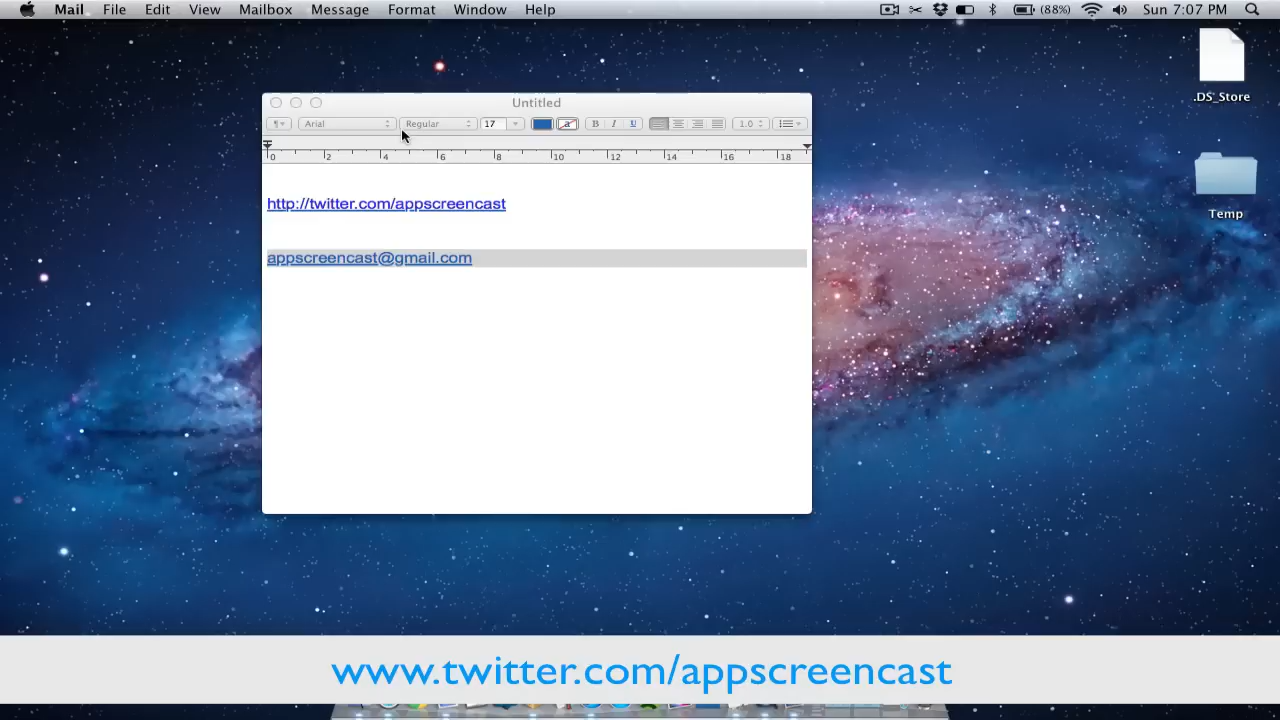 Mail File Edit View Mailbox Message Format Window Help (88%) Sun 7:07 PM
.DS_Store
Temp
Untitled
Arial Regular 17 a B I U 1.0
0 2 4 6 8 10 12 14 16 18
http://twitter.com/appscreencast
appscreencast@gmail.com
www.twitter.com/appscreencast